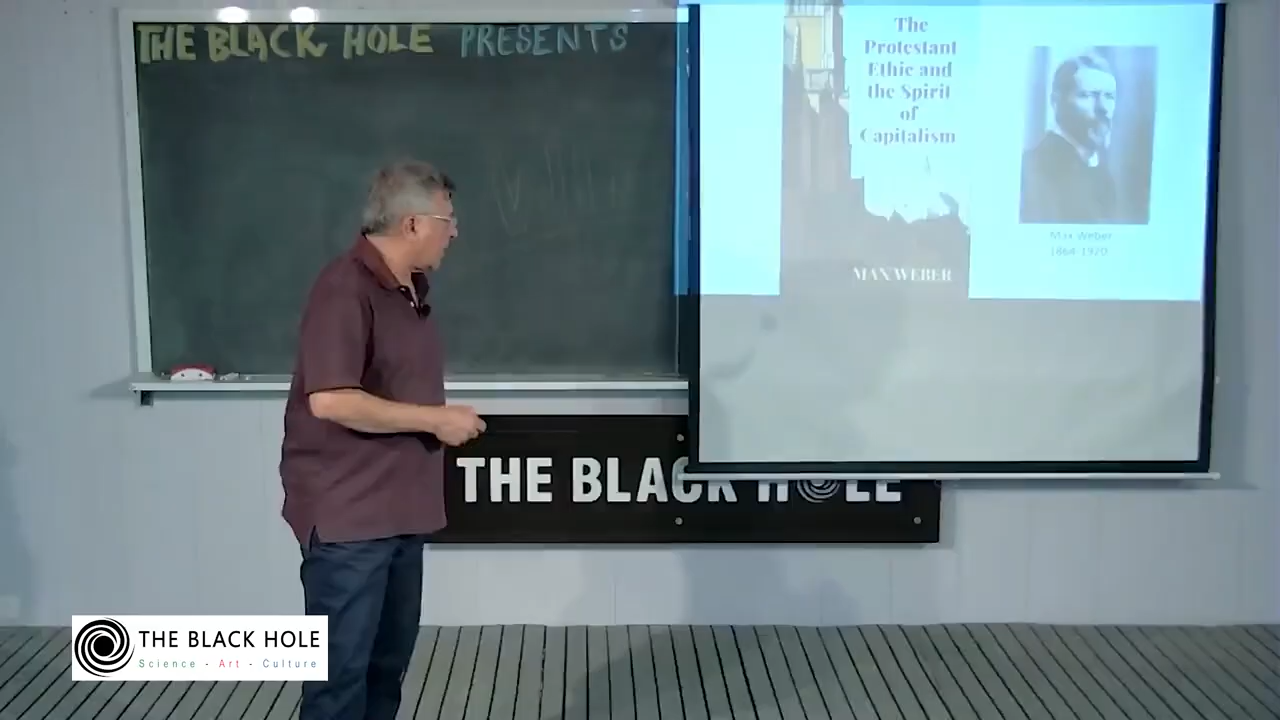 THE BLACK HOLE PRESENTS
The
Protestant
Ethic and
the Spirit
of
Capitalism
MAX WEBER
Max Weber
1864-1920
THE BLACK HOLE
THE BLACK HOLE
Science - Art - Culture